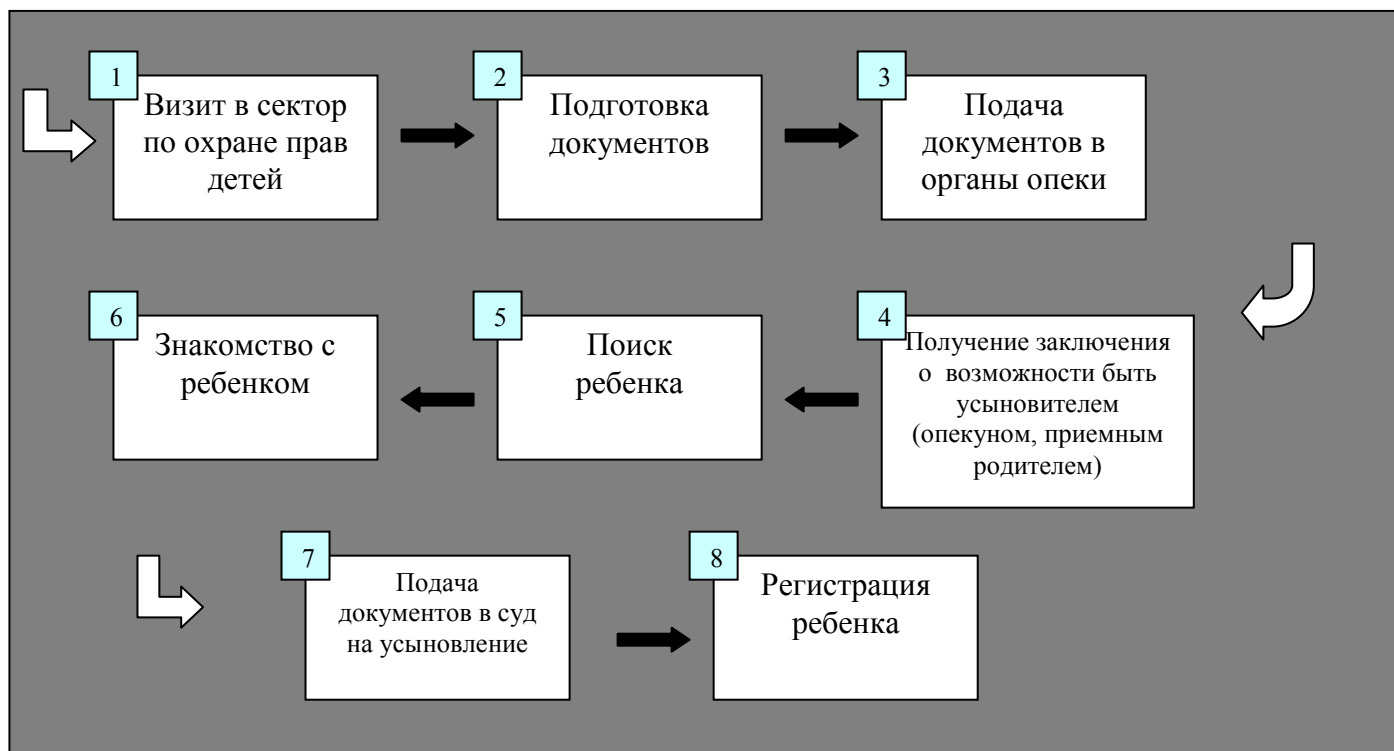 1
Визит в сектор
по охране прав
детей
2
Подготовка
документов
3
Подача
документов в
органы опеки
4
Получение заключения
о возможности быть
усыновителем
(опекуном, приемным
родителем)
5
Поиск
ребенка
6
Знакомство с
ребенком
7
Подача
документов в суд
на усыновление
8
Регистрация
ребенка